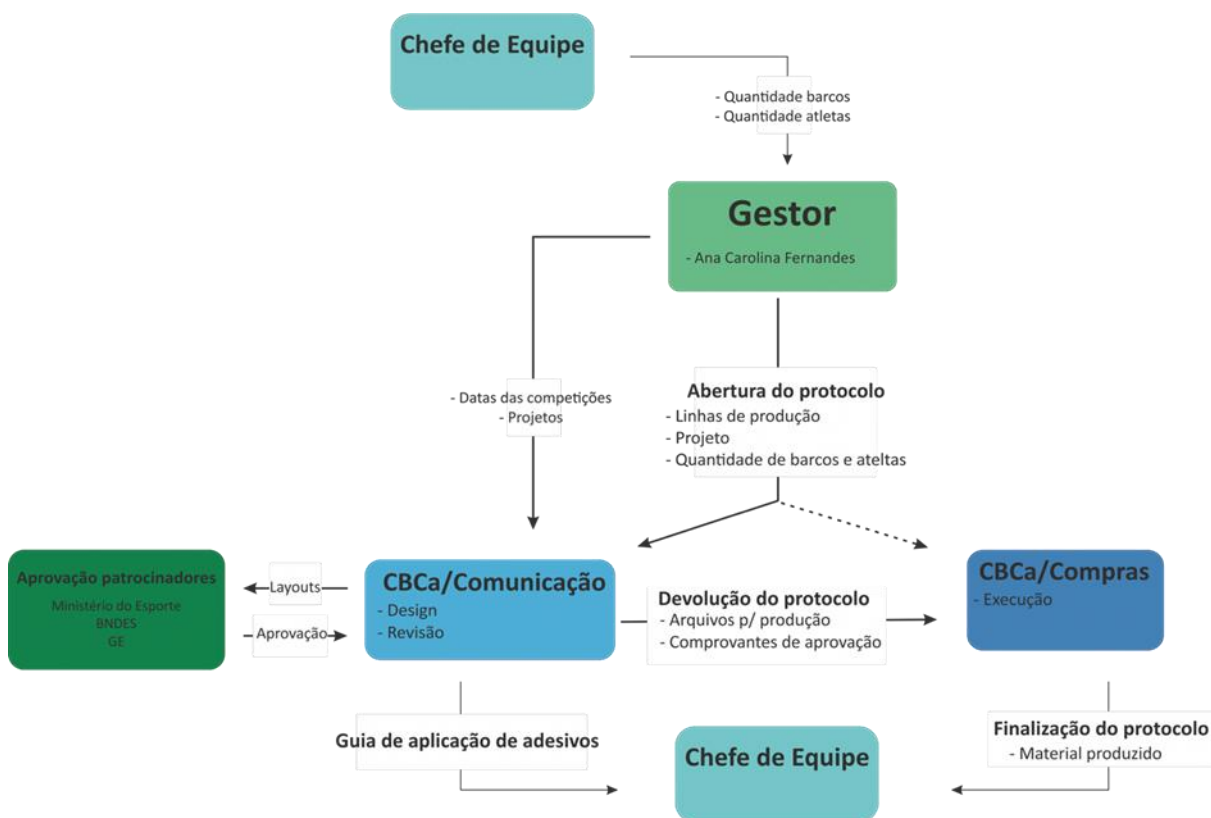 Chefe de Equipe
- Quantidade barcos
- Quantidade atletas
Gestor
- Ana Carolina Fernandes
- Datas das competições
- Projetos
Abertura do protocolo
- Linhas de produção
- Projeto
- Quantidade de barcos e ateltas
Aprovação patrocinadores
Ministério do Esporte
BNDES
GE
Layouts
Aprovação
CBCa/Comunicação
- Design
- Revisão
Devolução do protocolo
- Arquivos p/ produção
- Comprovantes de aprovação
CBCa/Compras
- Execução
Guia de aplicação de adesivos
Chefe de Equipe
Finalização do protocolo
- Material produzido